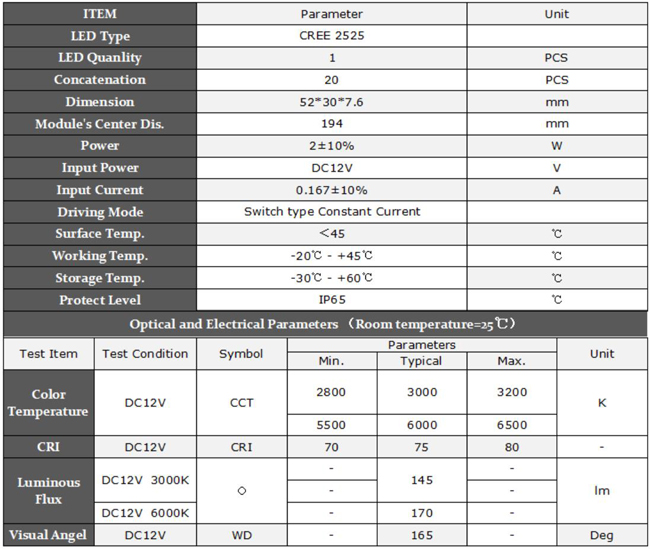 ITEM Parameter Unit
LED Type CREE 2525
LED Quanlity 1 PCS
Concatenation 20 PCS
Dimension 52*30*7.6 mm
Module's Center Dis. 194 mm
Power 2±10% W
Input Power DC12V V
Input Current 0.167±10% A
Driving Mode Switch type Constant Current
Surface Temp. ＜45 ℃
Working Temp. -20℃ - +45℃ ℃
Storage Temp. -30℃ - +60℃ ℃
Protect Level IP65 ℃
Optical and Electrical Parameters（Room temperature=25℃）
Test Item Test Condition Symbol Parameters Unit
Min. Typical Max.
Color Temperature DC12V CCT 2800 3000 3200 K
5500 6000 6500
CRI DC12V CRI 70 75 80 -
Luminous Flux DC12V 3000K - 145 - lm
- -
DC12V 6000K - 170 -
Visual Angel DC12V WD - 165 - Deg